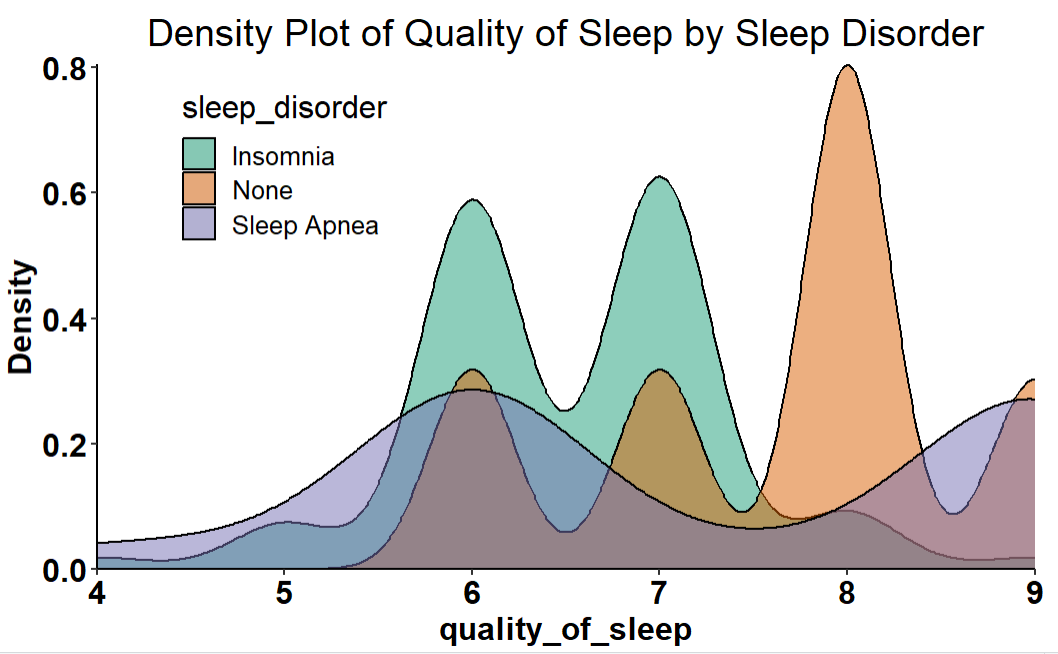 Density Plot of Quality of Sleep by Sleep Disorder
0.8
0.6
0.4
0.2
0.0
Density
sleep_disorder
Insomnia
None
Sleep Apnea
4 5 6 7 8 9
quality_of_sleep